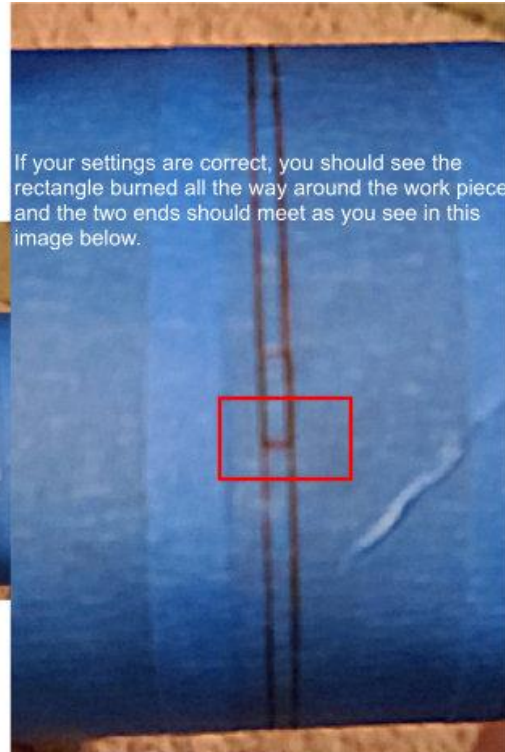 If your settings are correct, you should see the
rectangle burned all the way around the work piece
and the two ends should meet as you see in this
image below.